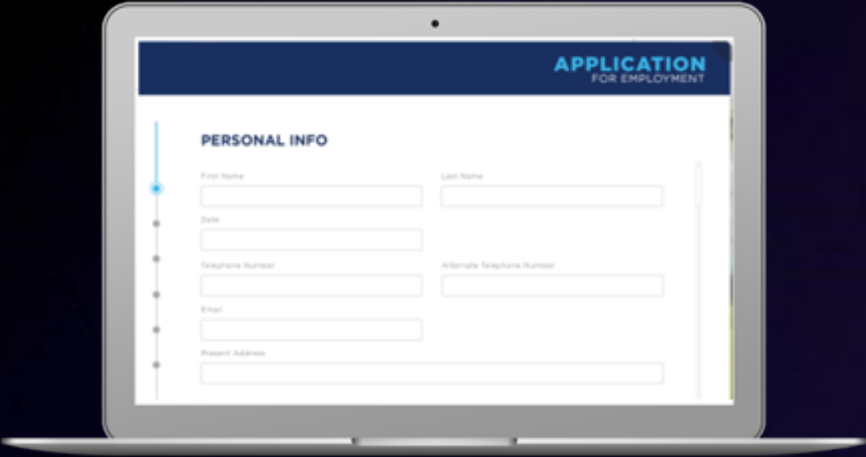 APPLICATION
FOR EMPLOYMENT
PERSONAL INFO
First Name Last Name
Date
Telephone Number Alternate Telephone Number
Email
Present Address